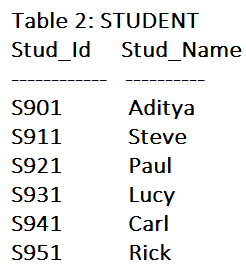 Table 2: STUDENT
Stud_Id Stud_Name
------------ ----------
S901 Aditya
S911 Steve
S921 Paul
S931 Lucy
S941 Carl
S951 Rick